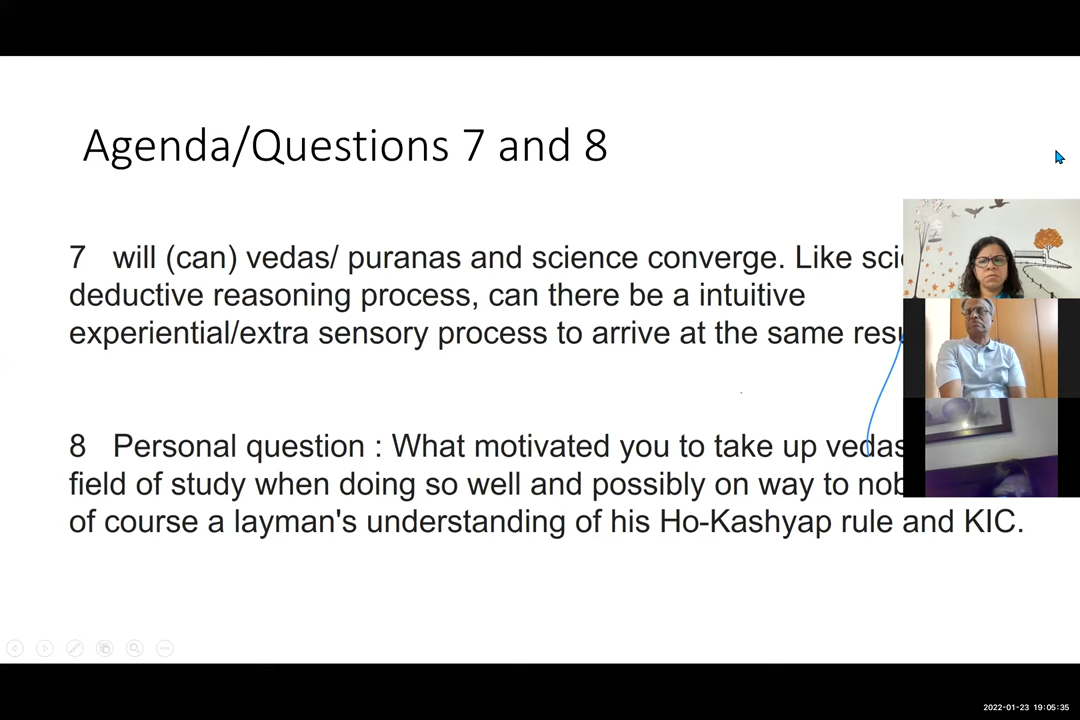 Agenda/Questions 7 and 8
7 will (can) vedas/ puranas and science converge. Like
deductive reasoning process, can there be a intuitive
experiential/extra sensory process to arrive at the same
8 Personal question : What motivated you to take up vedas
field of study when doing so well and possibly on way to
of course a layman's understanding of his Ho-Kashyap rule and KIC.
2022-01-23 19:05:35